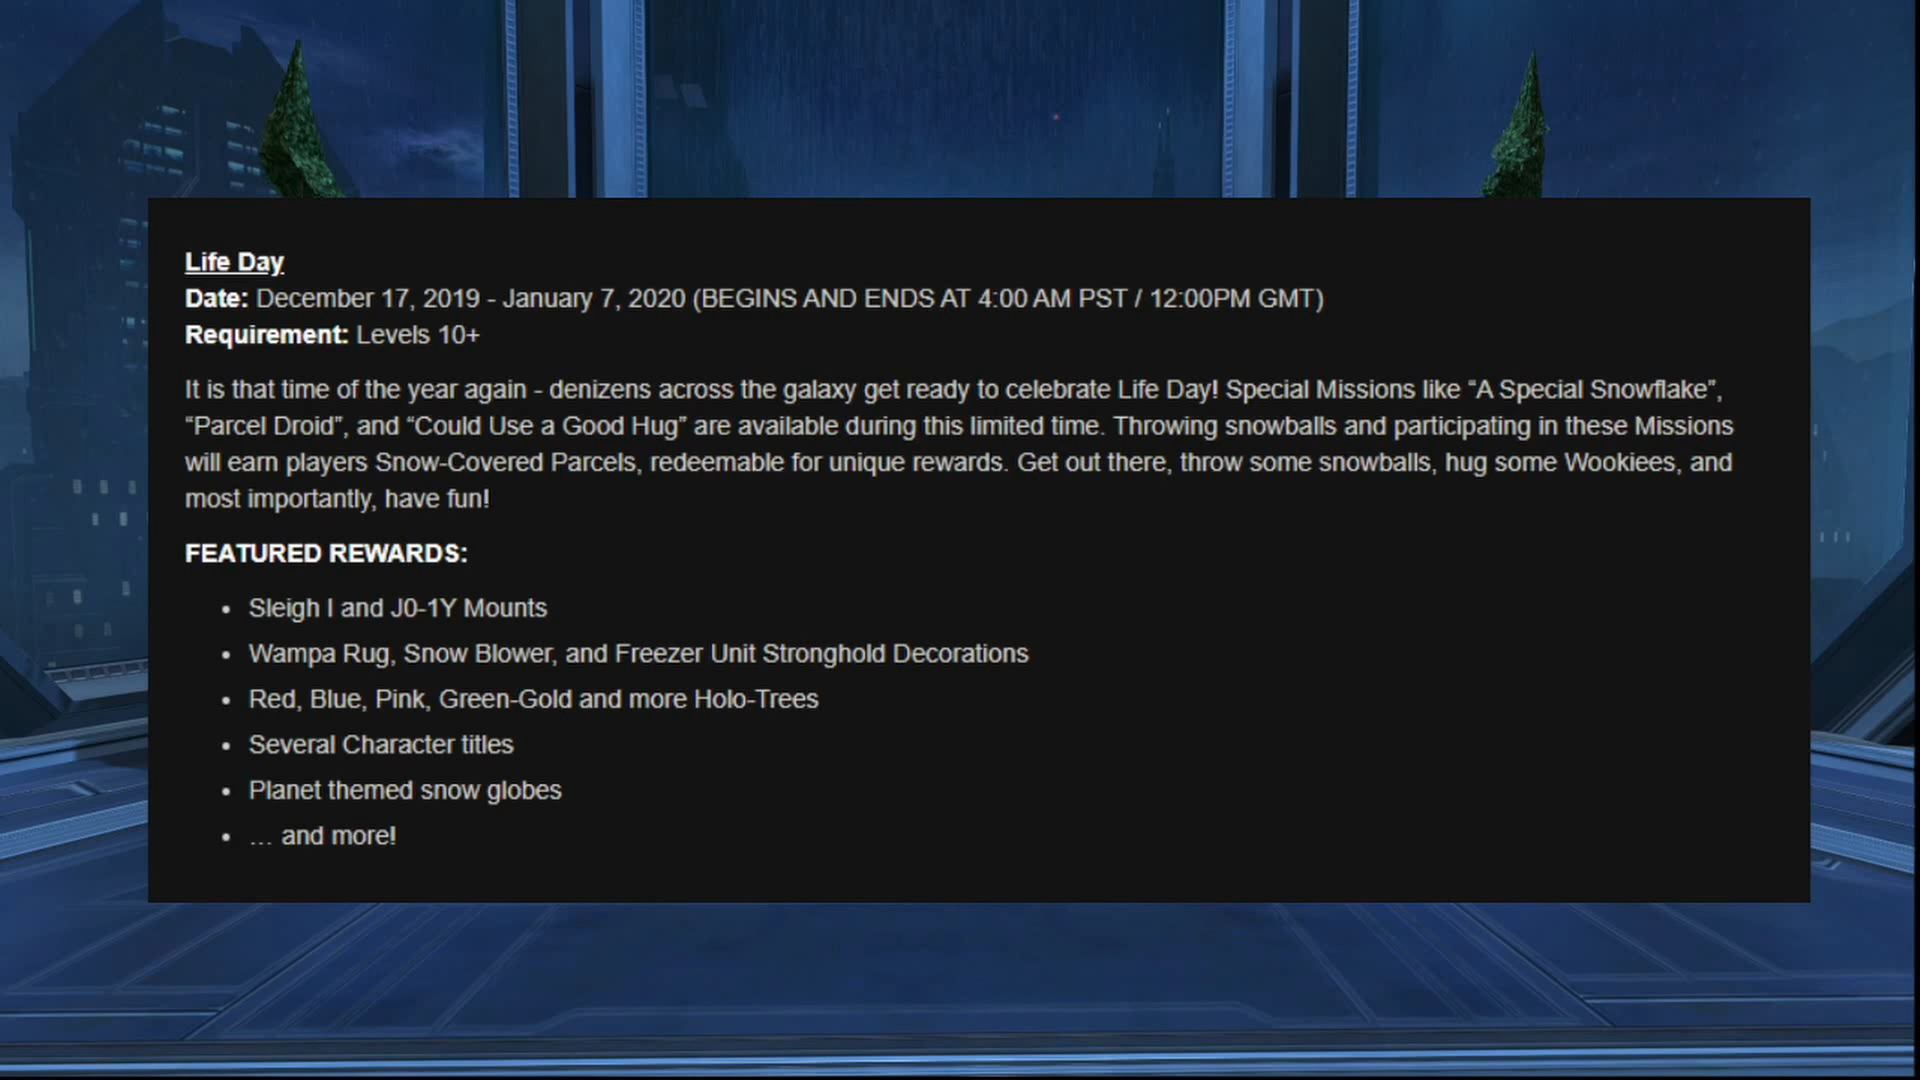 Life Day
Date: December 17, 2019 - January 7, 2020 (BEGINS AND ENDS AT 4:00 AM PST / 12:00PM GMT)
Requirement: Levels 10+
It is that time of the year again - denizens across the galaxy get ready to celebrate Life Day! Special Missions like “A Special Snowflake”,
“Parcel Droid”, and “Could Use a Good Hug” are available during this limited time. Throwing snowballs and participating in these Missions
will earn players Snow-Covered Parcels, redeemable for unique rewards. Get out there, throw some snowballs, hug some Wookiees, and
most importantly, have fun!
FEATURED REWARDS:
• Sleigh I and J0-1Y Mounts
• Wampa Rug, Snow Blower, and Freezer Unit Stronghold Decorations
• Red, Blue, Pink, Green-Gold and more Holo-Trees
• Several Character titles
• Planet themed snow globes
• … and more!